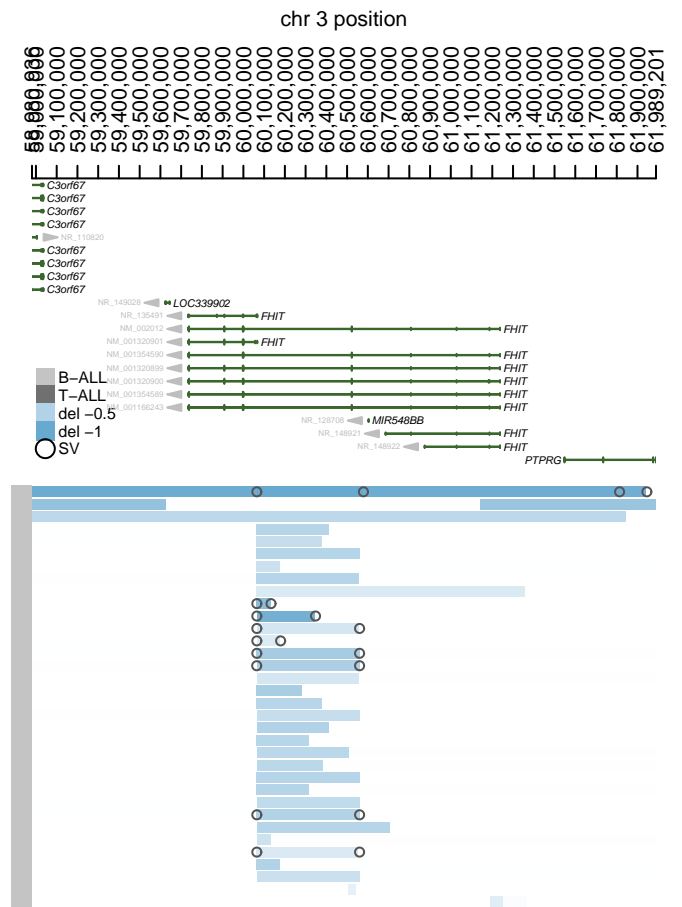 chr 3 position
59,100,000
59,200,000
59,300,000
59,400,000
59,500,000
59,600,000
59,700,000
59,800,000
59,900,000
60,000,000
60,100,000
60,200,000
60,300,000
60,400,000
60,500,000
60,600,000
60,700,000
60,800,000
60,900,000
61,000,000
61,100,000
61,200,000
61,300,000
61,400,000
61,500,000
61,600,000
61,700,000
61,800,000
61,900,000
61,989,201
C3orf67
C3orf67
C3orf67
C3orf67
NR_110820
C3orf67
C3orf67
C3orf67
C3orf67
NR_149028 LOC339902
NR_135491 FHIT
NM_002012 FHIT
NM_001320901 FHIT
NM_001354590 FHIT
NM_001320899 FHIT
NM_001320900 FHIT
NM_001354589 FHIT
NM_001166243 FHIT
B−ALL
T−ALL
del −0.5
del −1
SV
NR_128708 MIR548BB
NR_148921 FHIT
NR_148922 FHIT
PTPRG